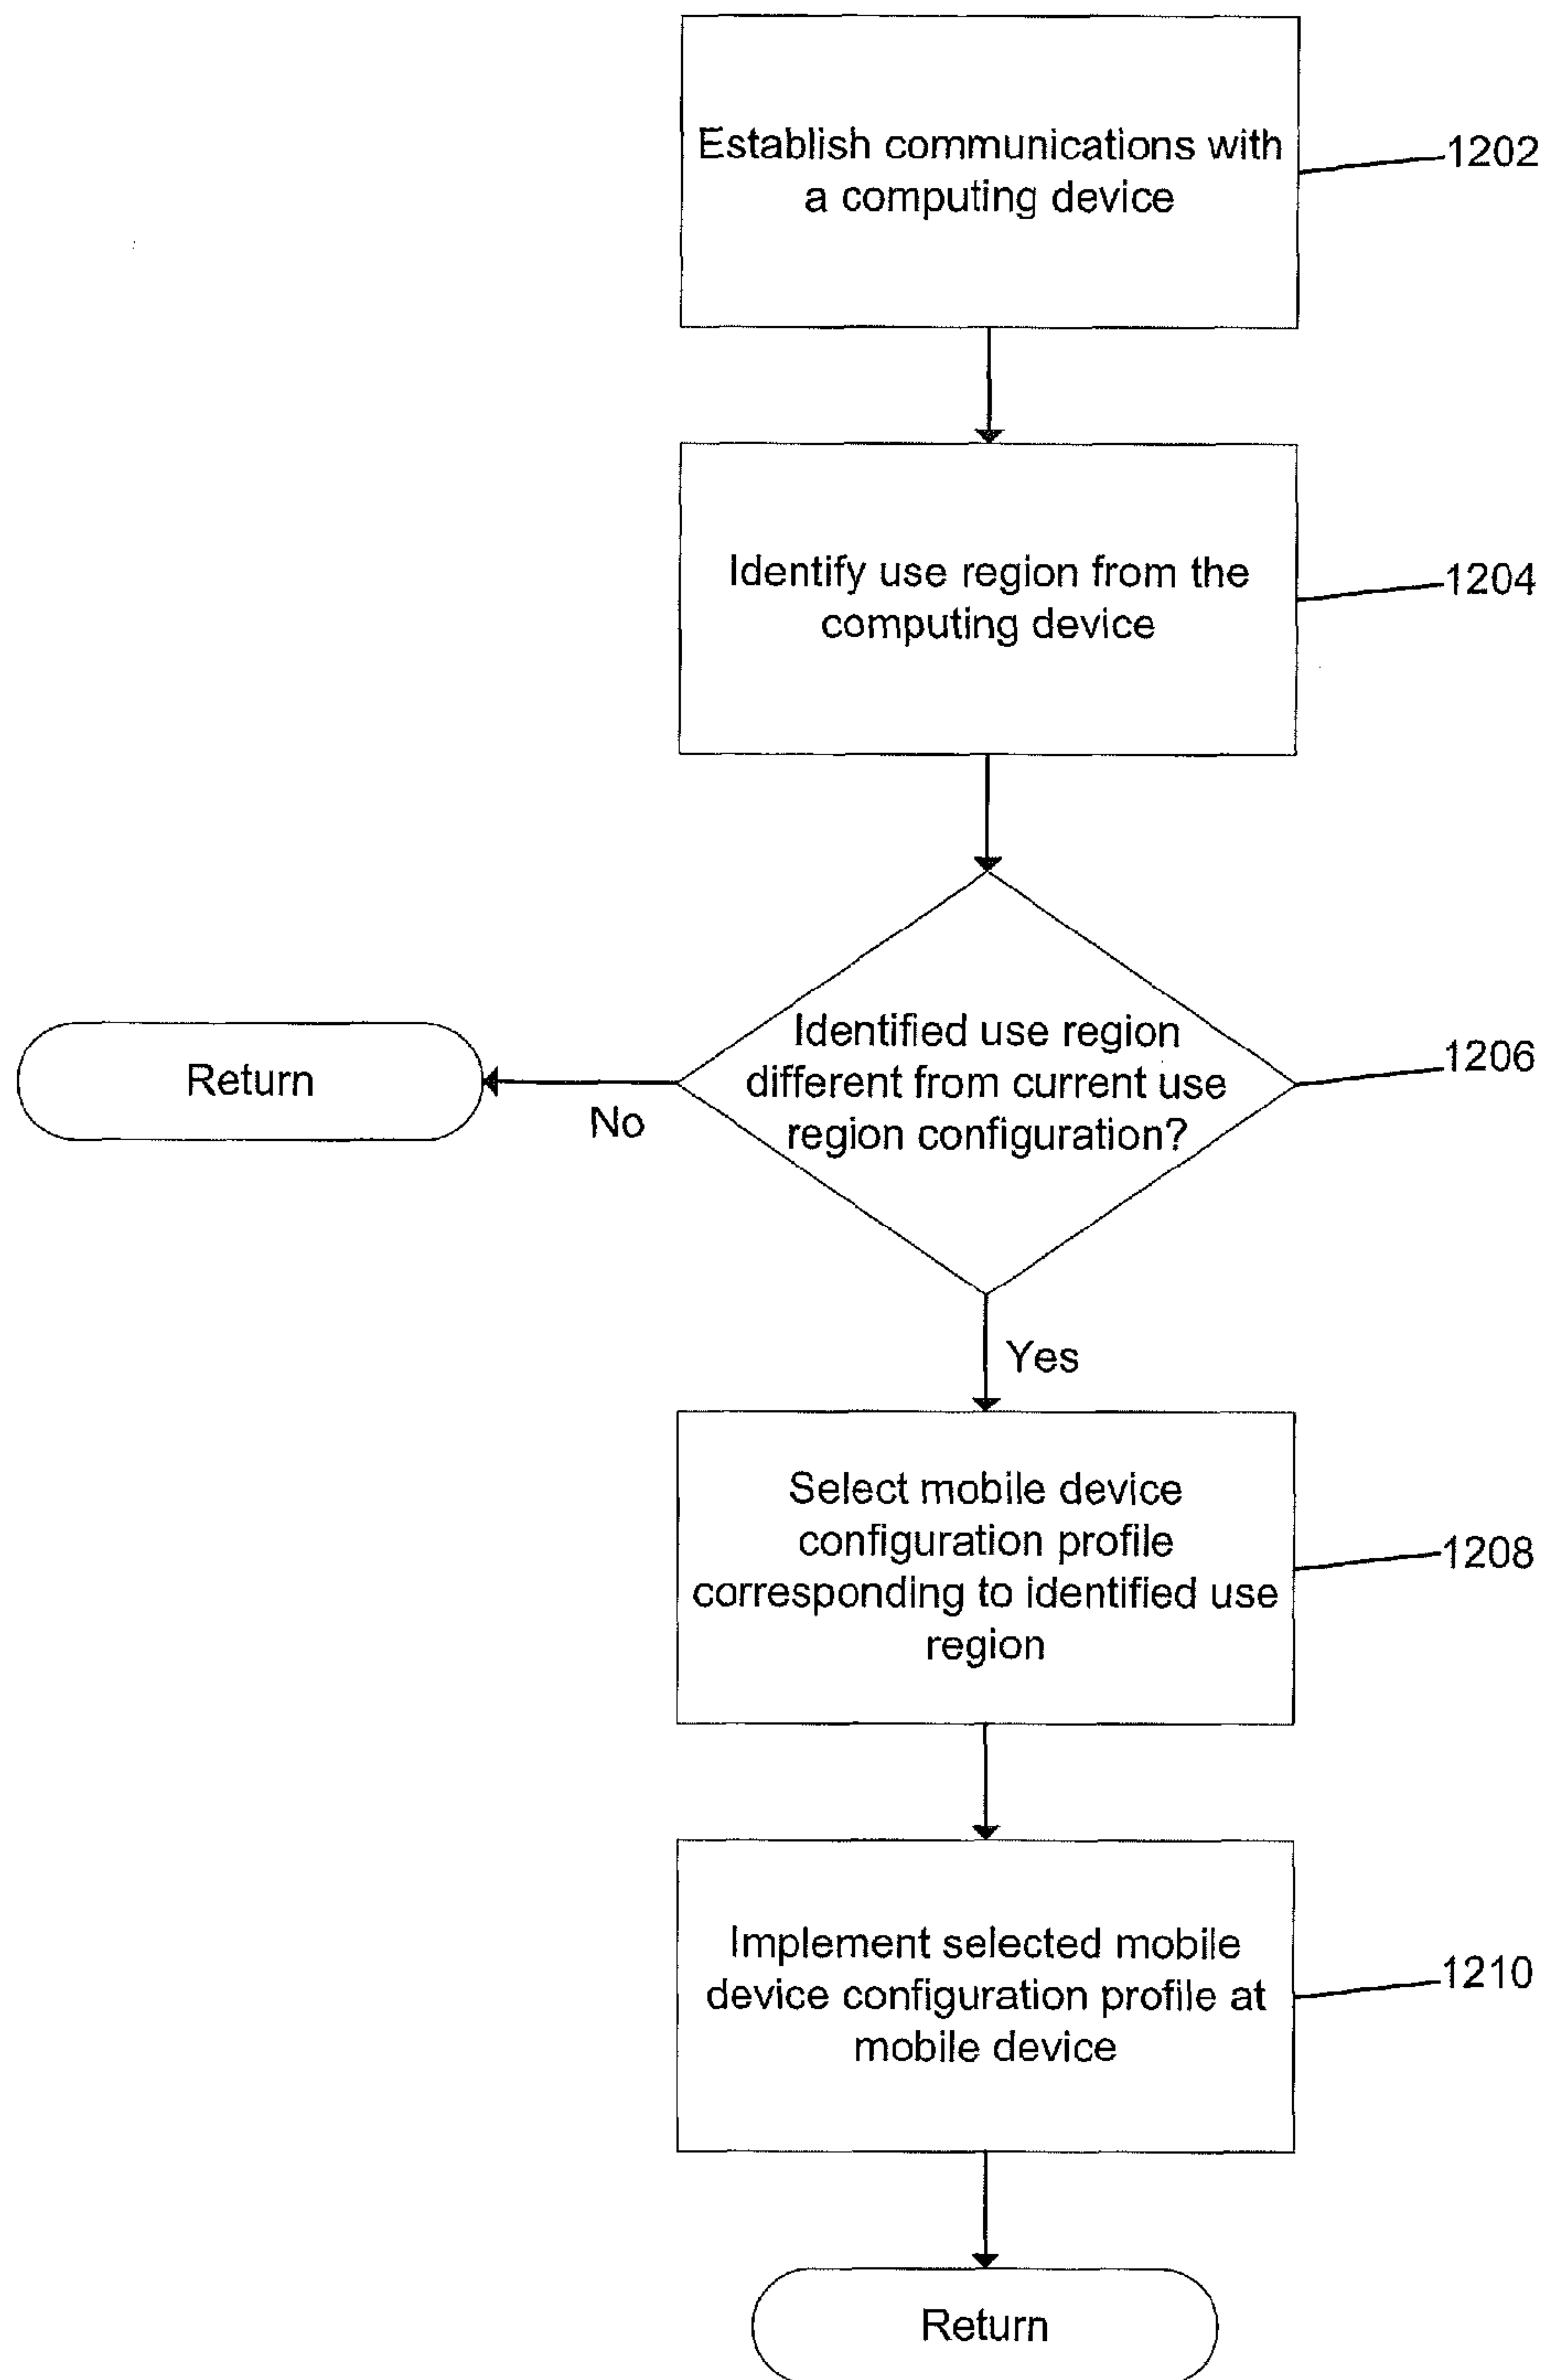 Establish communications with
a computing device
1202
Identify use region from the
computing device
1204
Identified use region
different from current use
region configuration?
1206
Return
No
Yes
Select mobile device
configuration profile
corresponding to identified use
region
1208
Implement selected mobile
device configuration profile at
mobile device
1210
Return